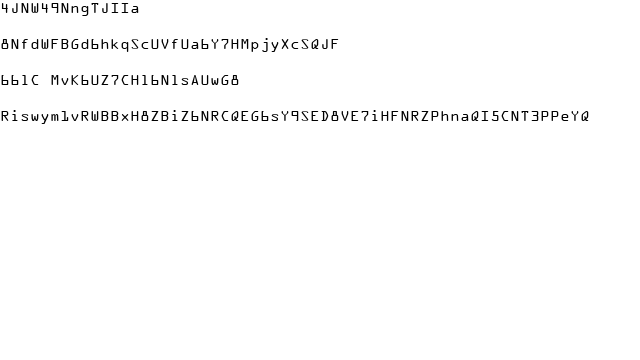 4JNW49NngTJIIa
8NfdWFBGd6hkqScUVfUa6Y7HMpjyXcSQJF
661C MvK6UZ7CH16N1sAUwG8
Riswym1vRWBBxH8ZBiZ6NRCQEG6sY9SED8VE7iHFNRZPhnaQI5CNT3PPeYQ